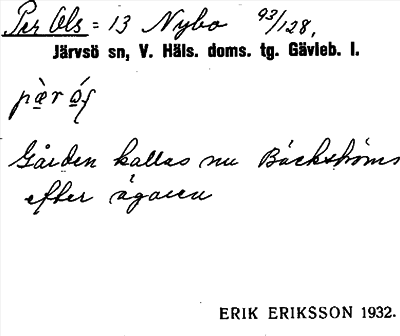 Per Ols = 13 Nybo 93/128,
Järvsö sn, V. Häls. doms. tg. Gävleb. l.
Gården kallas nu Bäckströms
efter ägaren
ERIK ERIKSSON 1932.